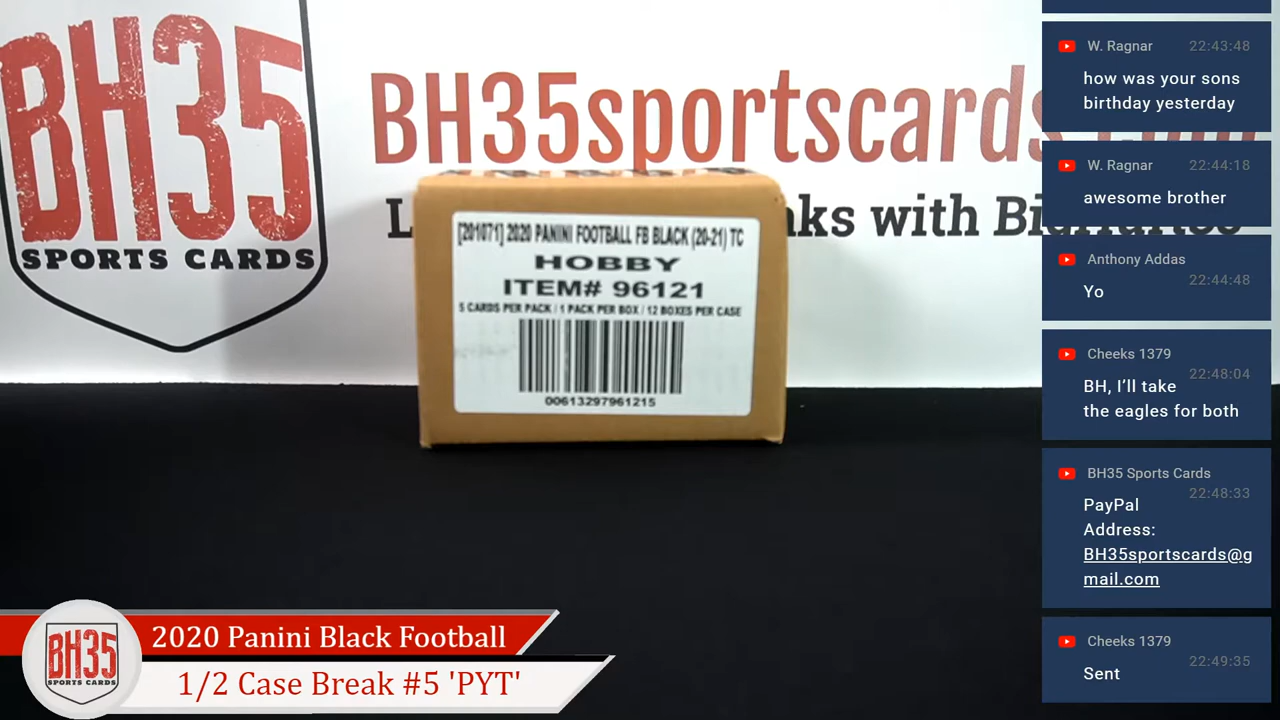 BH35
SPORTS CARDS
BH35sportscards
with
[201071] 2020 PANINI FOOTBALL FB BLACK (20-21) TC
HOBBY
ITEM# 96121
5 CARDS PER PACK / 1 PACK PER BOX / 12 BOXES PER CASE
00613297961215
W. Ragnar 22:43:48
how was your sons
birthday yesterday
W. Ragnar 22:44:18
awesome brother
Anthony Addas 22:44:48
Yo
Cheeks 1379 22:48:04
BH, I’ll take
the eagles for both
BH35 Sports Cards 22:48:33
PayPal
Address:
BH35sportscards@g
mail.com
Cheeks 1379 22:49:35
Sent
BH35
SPORTS CARDS
2020 Panini Black Football
1/2 Case Break #5 'PYT'